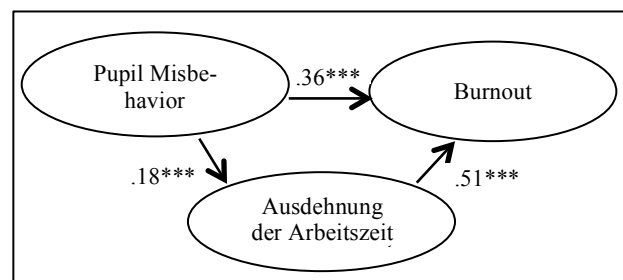 Pupil Misbe-
havior
.36***
Burnout
.18***
.51***
Ausdehnung
der Arbeitszeit